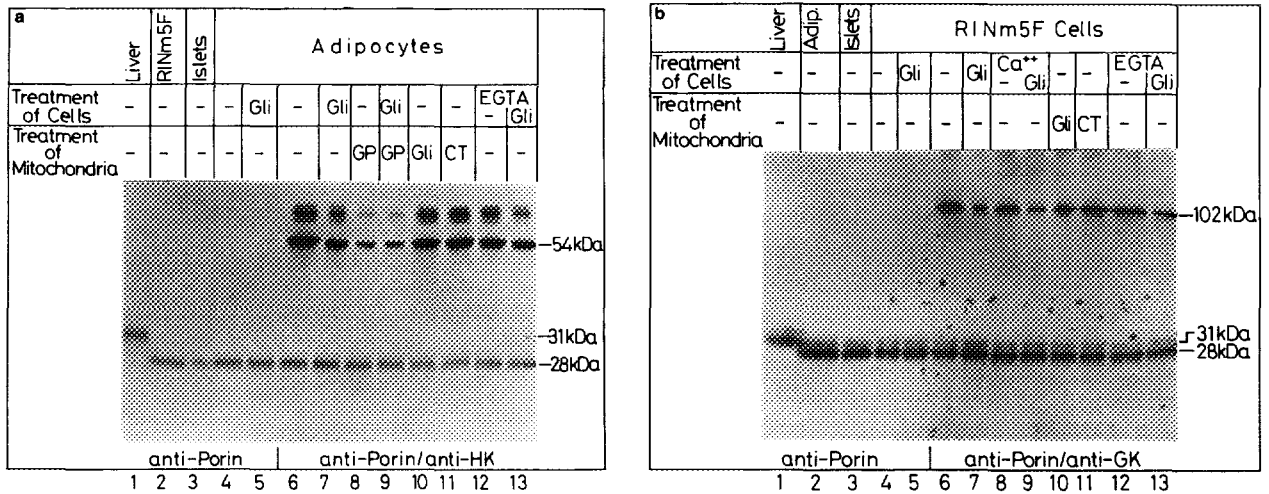 a
Liver RINm5F Islets Adipocytes
Treatment of Cells
- - - - Gli - Gli - Gli - - EGTA - Gli
Treatment of Mitochondria
- - - - - - - GP GP Gli CT - -
54kDa
31kDa
28kDa
anti-Porin anti-Porin/anti-HK
1 2 3 4 5 6 7 8 9 10 11 12 13
b
Liver Adip. Islets RINm5F Cells
Treatment of Cells
- - - - Gli - Gli Ca++ - Gli - - EGTA - Gli
Treatment of Mitochondria
- - - - - - - - - Gli CT - -
102kDa
31kDa
28kDa
anti-Porin anti-Porin/anti-GK
1 2 3 4 5 6 7 8 9 10 11 12 13